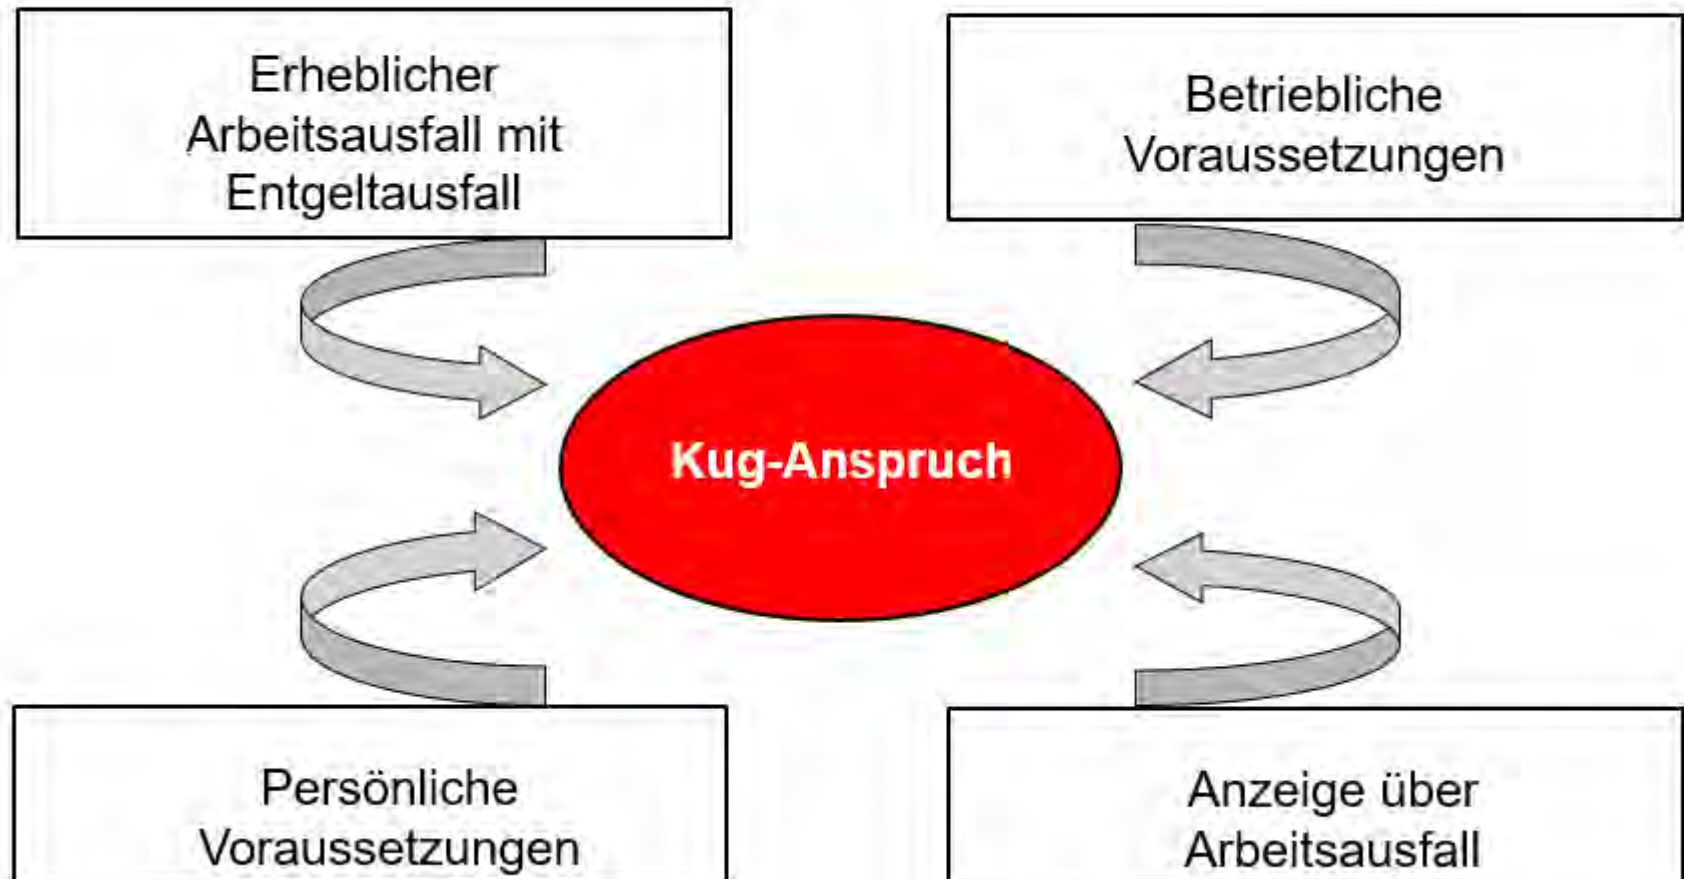 Erheblicher
Arbeitsausfall mit
Entgeltausfall
Betriebliche
Voraussetzungen
Kug-Anspruch
Persönliche
Voraussetzungen
Anzeige über
Arbeitsausfall